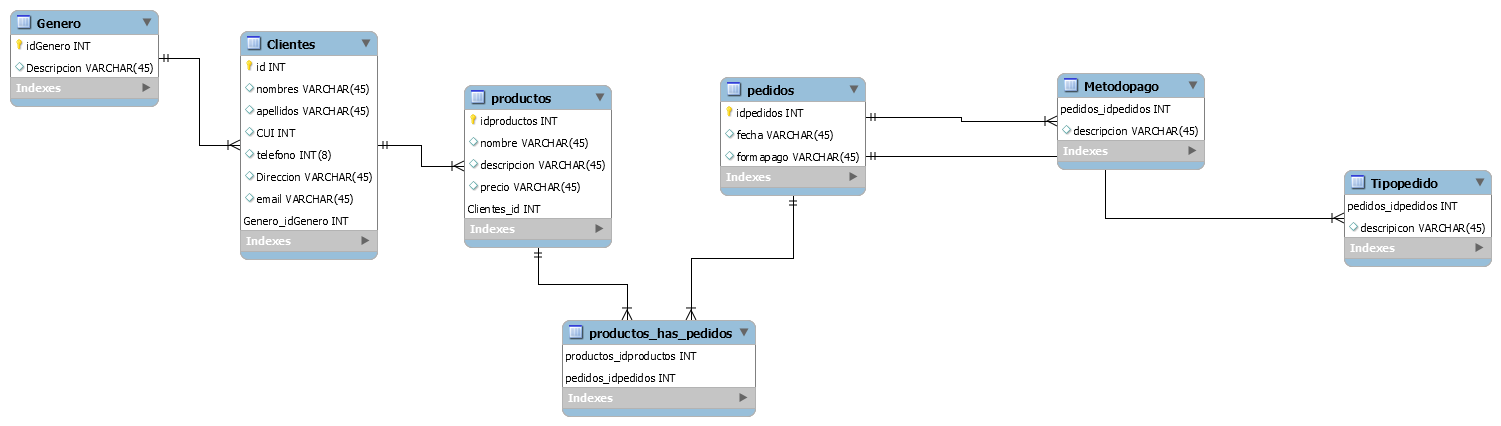 Genero
idGenero INT
Descripcion VARCHAR(45)
Indexes
Clientes
id INT
nombres VARCHAR(45)
apellidos VARCHAR(45)
CUI INT
telefono INT(8)
Direccion VARCHAR(45)
email VARCHAR(45)
Genero_idGenero INT
Indexes
productos
idproductos INT
nombre VARCHAR(45)
descripcion VARCHAR(45)
precio VARCHAR(45)
Clientes_id INT
Indexes
pedidos
idpedidos INT
fecha VARCHAR(45)
formapago VARCHAR(45)
Indexes
Metodopago
pedidos_idpedidos INT
descripcion VARCHAR(45)
Indexes
Tipopedido
pedidos_idpedidos INT
descripicon VARCHAR(45)
Indexes
productos_has_pedidos
productos_idproductos INT
pedidos_idpedidos INT
Indexes